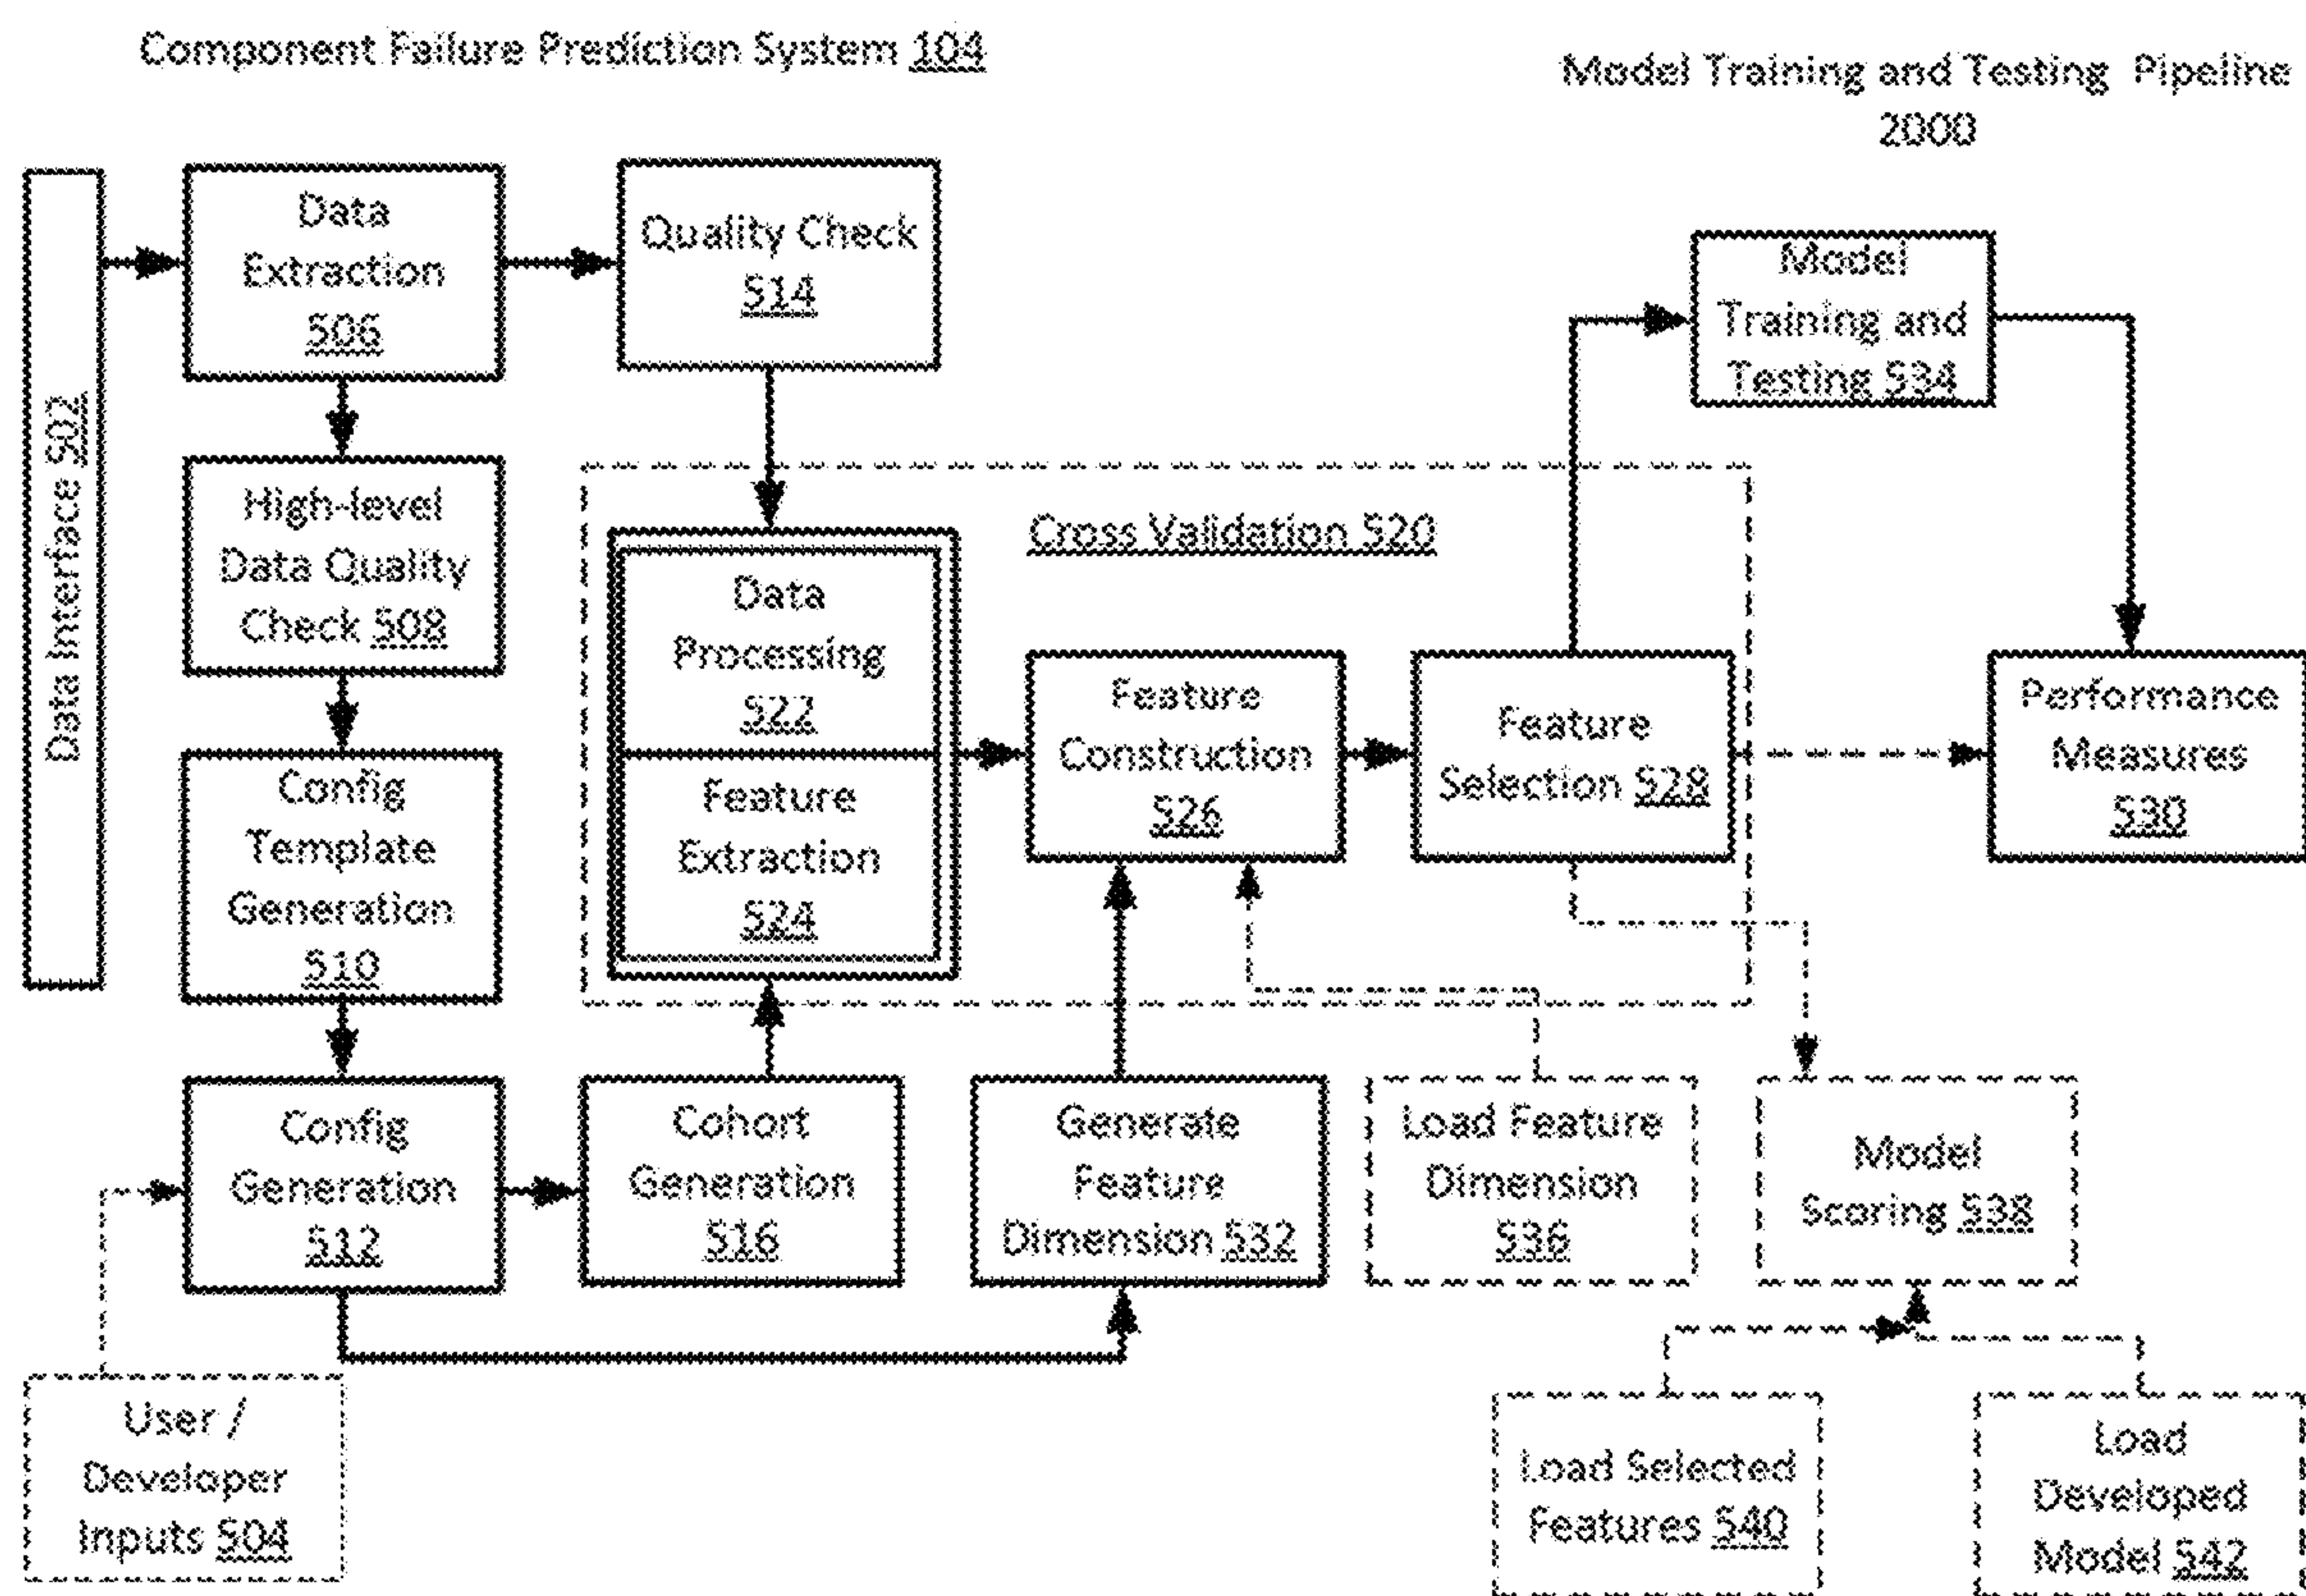 Component Failure Prediction System 104
Model Training and Testing Pipeline
2000
Data Interface 502
Data
Extraction
506
Quality Check
514
Model
Training and
Testing 534
High-level
Data Quality
Check 508
Cross Validation 520
Data
Processing
522
Feature
Extraction
524
Feature
Construction
526
Feature
Selection 528
Performance
Measures
530
Config
Template
Generation
510
Config
Generation
512
Cohort
Generation
516
Generate
Feature
Dimension 532
Load Feature
Dimension
536
Model
Scoring 538
User /
Developer
Inputs 504
Load Selected
Features 540
Load
Developed
Model 542